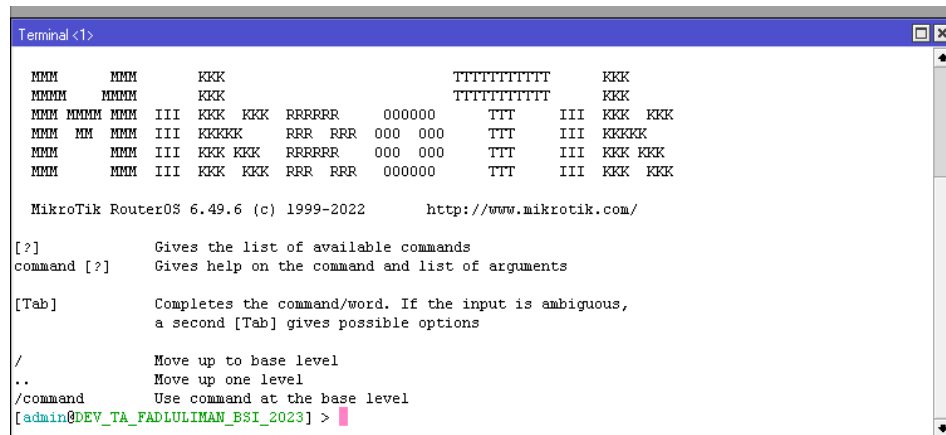 Terminal <1>
MMM      MMM       KKK                          TTTTTTTTTTT      KKK
MMMM    MMMM       KKK                          TTTTTTTTTTT      KKK
MMM MMMM MMM  III  KKK  KKK  RRRRRR     OOOOOO      TTT     III  KKK  KKK
MMM  MM  MMM  III  KKKKK     RRR  RRR  OOO  OOO     TTT     III  KKKKK
MMM      MMM  III  KKK KKK   RRRRRR    OOO  OOO     TTT     III  KKK KKK
MMM      MMM  III  KKK  KKK  RRR  RRR   OOOOOO      TTT     III  KKK  KKK
MikroTik RouterOS 6.49.6 (c) 1999-2022       http://www.mikrotik.com/
[?]             Gives the list of available commands
command [?]     Gives help on the command and list of arguments
[Tab]           Completes the command/word. If the input is ambiguous,
a second [Tab] gives possible options
/               Move up to base level
..              Move up one level
/command        Use command at the base level
[admin@DEV_TA_FADLULIMAN_BSI_2023] >